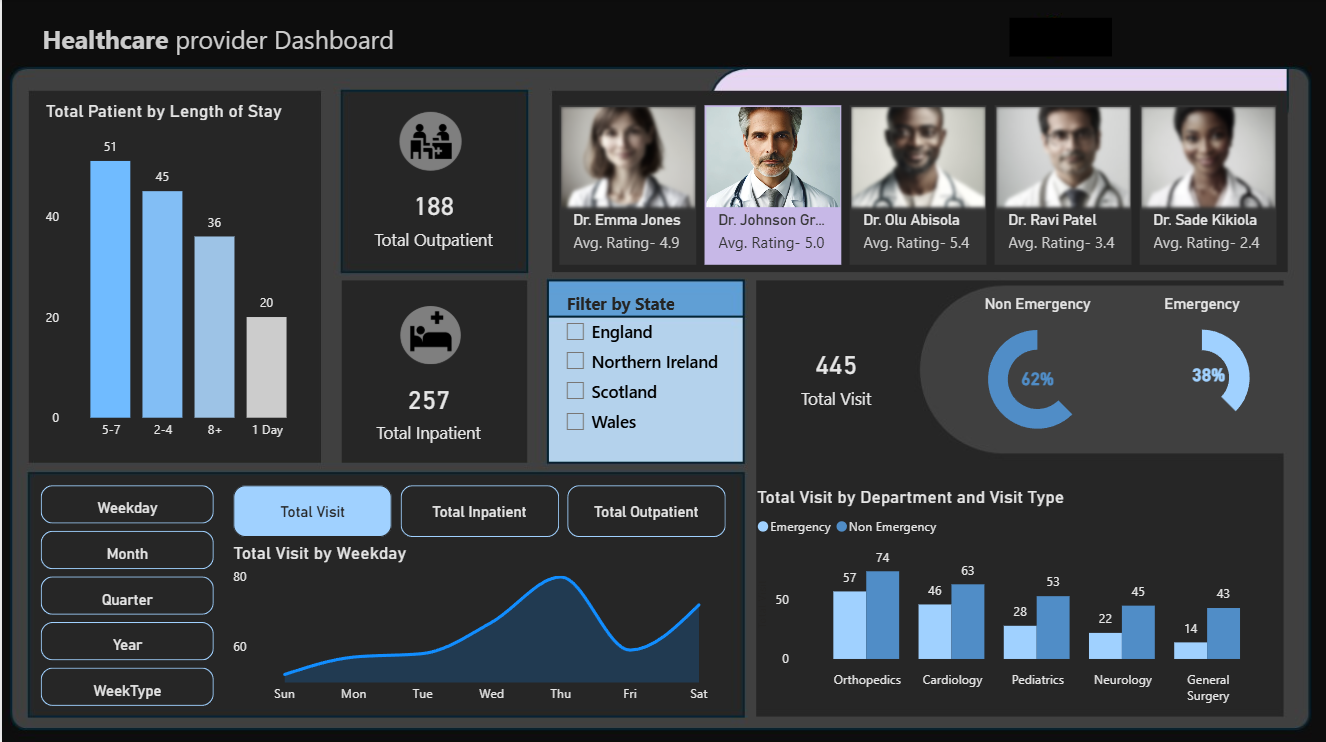 Healthcare provider Dashboard
Total Patient by Length of Stay
51
45
40
36
20
20
0
5-7
2-4
8+
1 Day
188
Total Outpatient
257
Total Inpatient
Dr. Emma Jones
Avg. Rating- 4.9
Dr. Johnson Gr...
Avg. Rating- 5.0
Dr. Olu Abisola
Avg. Rating- 5.4
Dr. Ravi Patel
Avg. Rating- 3.4
Dr. Sade Kikiola
Avg. Rating- 2.4
Filter by State
England
Northern Ireland
Scotland
Wales
445
Total Visit
Non Emergency
62%
Emergency
38%
Weekday
Month
Quarter
Year
WeekType
Total Visit
Total Inpatient
Total Outpatient
Total Visit by Weekday
80
60
Sun
Mon
Tue
Wed
Thu
Fri
Sat
Total Visit by Department and Visit Type
Emergency
Non Emergency
50
0
57
74
46
63
28
53
22
45
14
43
Orthopedics
Cardiology
Pediatrics
Neurology
General
Surgery